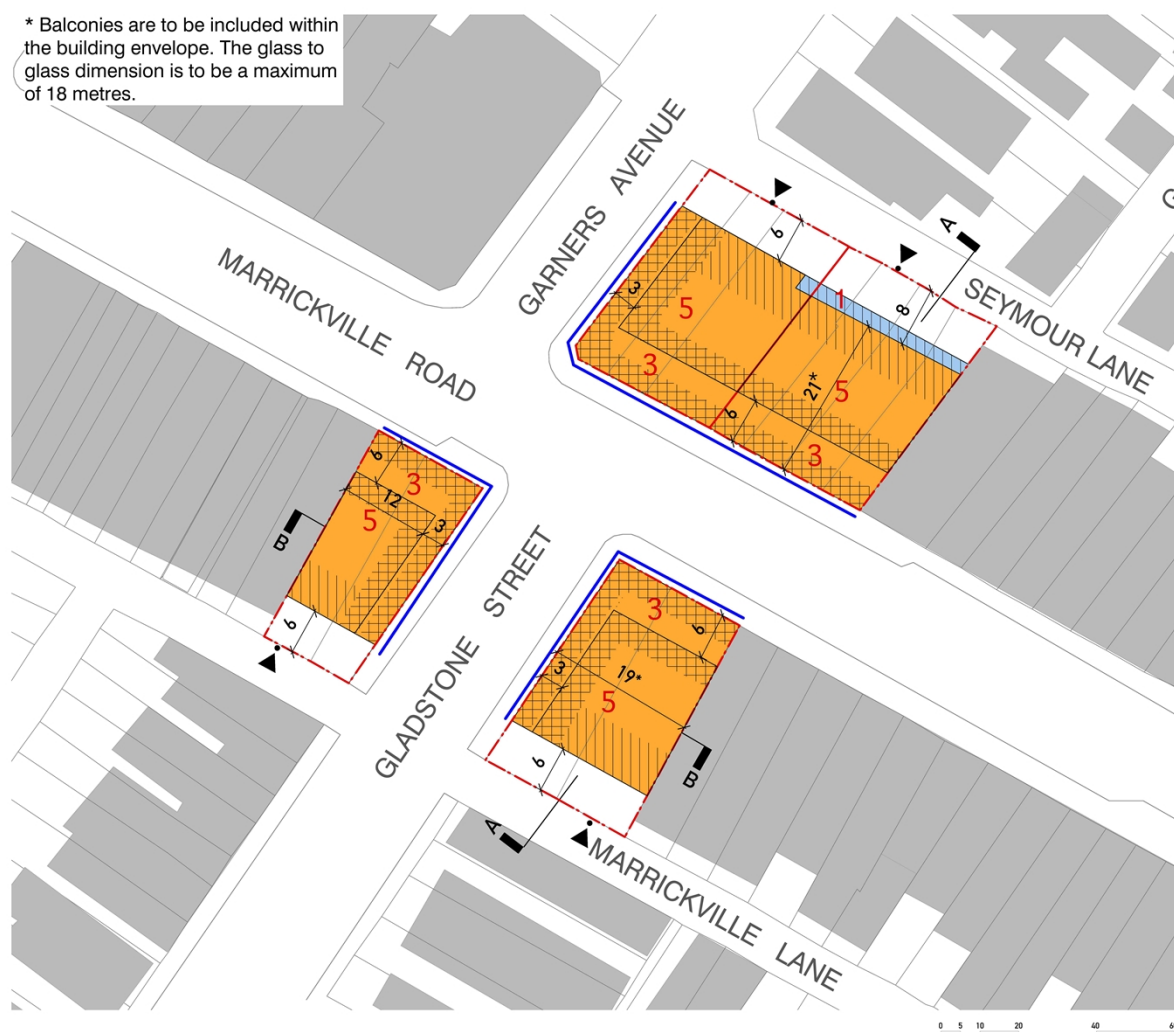 * Balconies are to be included within
the building envelope. The glass to
glass dimension is to be a maximum
of 18 metres.
GARNERS AVENUE
MARRICKVILLE ROAD
SEYMOUR LANE
GLADSTONE STREET
MARRICKVILLE LANE
A
6
1
8
3
5
3
21*
5
6
3
6
3
12
5
3
B
6
3
6
3
19*
5
B
6
A
0 5 10 20 40